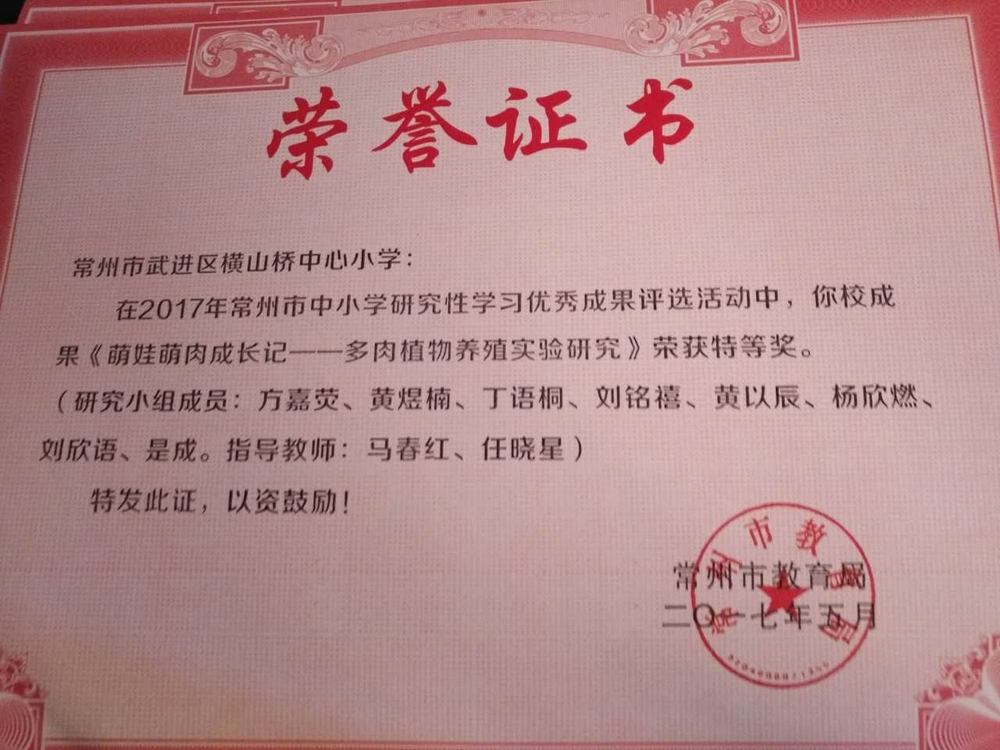 荣誉证书
常州市武进区横山桥中心小学：
在2017年常州市中小学研究性学习优秀成果评选活动中，你校成
果《萌娃萌肉成长记——多肉植物养殖实验研究》荣获特等奖。
（研究小组成员：方嘉荧、黄煜楠、丁语桐、刘铭禧、黄以辰、杨欣燃、
刘欣语、是成。指导教师：马春红、任晓星）
特发此证，以资鼓励！
常州市教育局
常州市教育局
二〇一七年五月